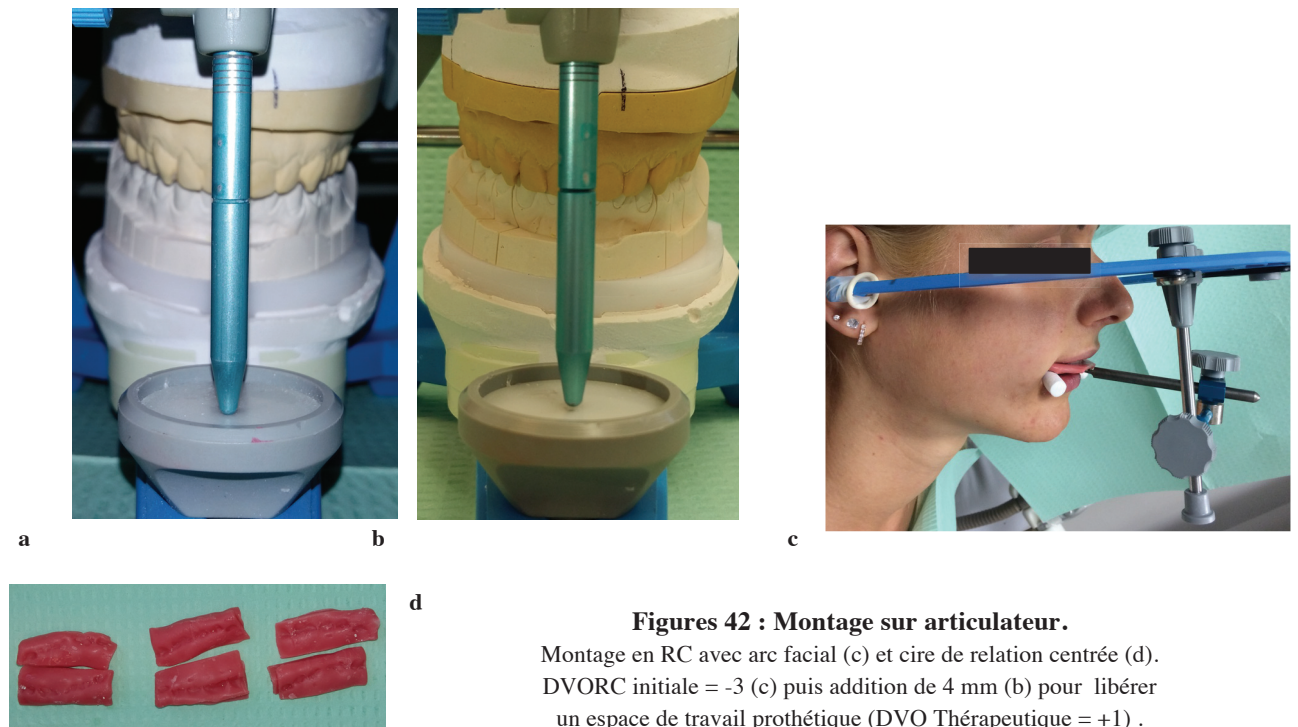 a
b
c
d
Figures 42 : Montage sur articulateur.
Montage en RC avec arc facial (c) et cire de relation centrée (d).
DVORC initiale = -3 (c) puis addition de 4 mm (b) pour libérer
un espace de travail prothétique (DVO Thérapeutique = +1) .